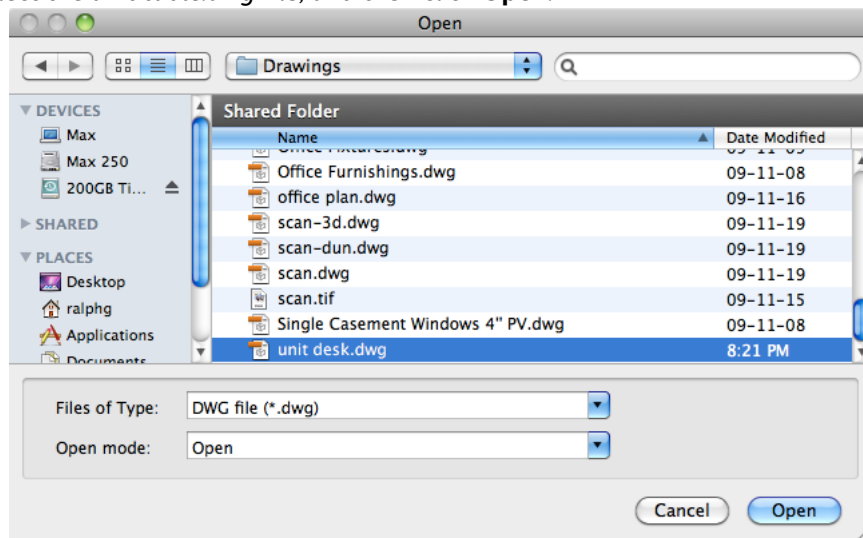 Open
Drawings
DEVICES
Max
Max 250
200GB Ti...
SHARED
PLACES
Desktop
ralphg
Applications
Documents
Shared Folder
Name Date Modified
Office Furnishings.dwg 09-11-08
office plan.dwg 09-11-16
scan-3d.dwg 09-11-19
scan-dun.dwg 09-11-19
scan.dwg 09-11-19
scan.tif 09-11-15
Single Casement Windows 4" PV.dwg 09-11-08
unit desk.dwg 8:21 PM
Files of Type: DWG file (*.dwg)
Open mode: Open
Cancel Open